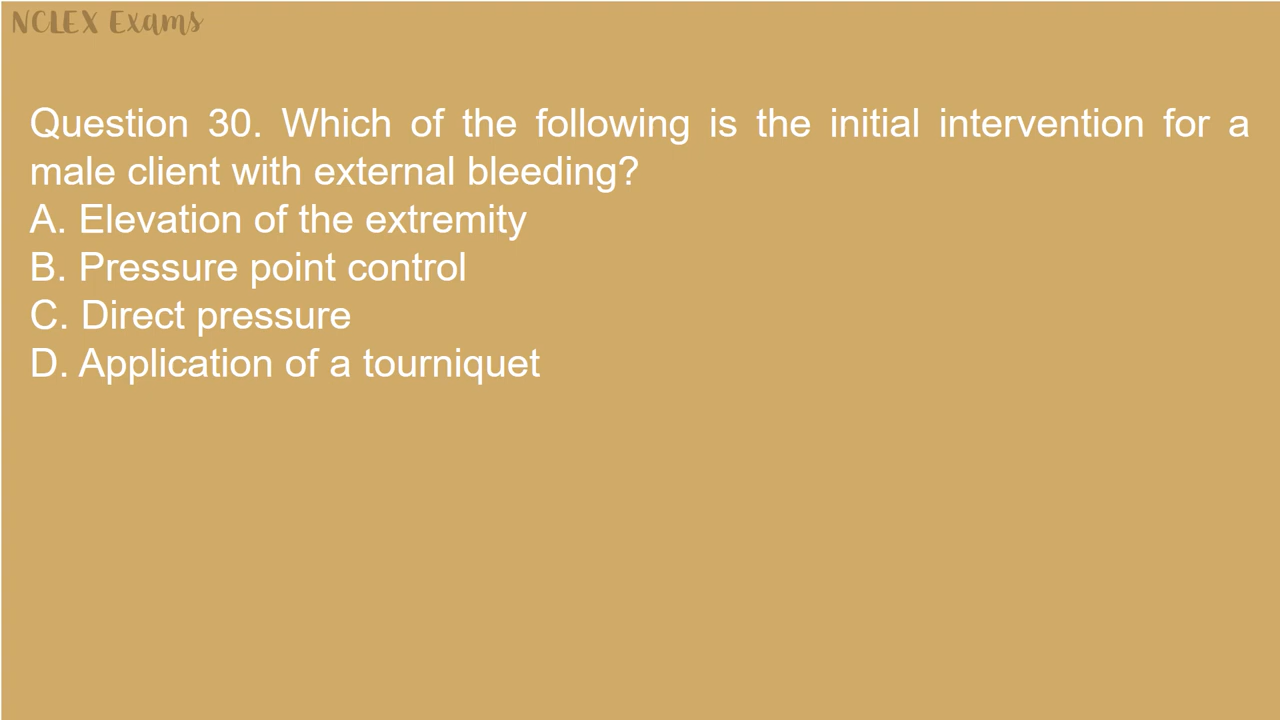 NCLEX Exams
Question 30. Which of the following is the initial intervention for a
male client with external bleeding?
A. Elevation of the extremity
B. Pressure point control
C. Direct pressure
D. Application of a tourniquet